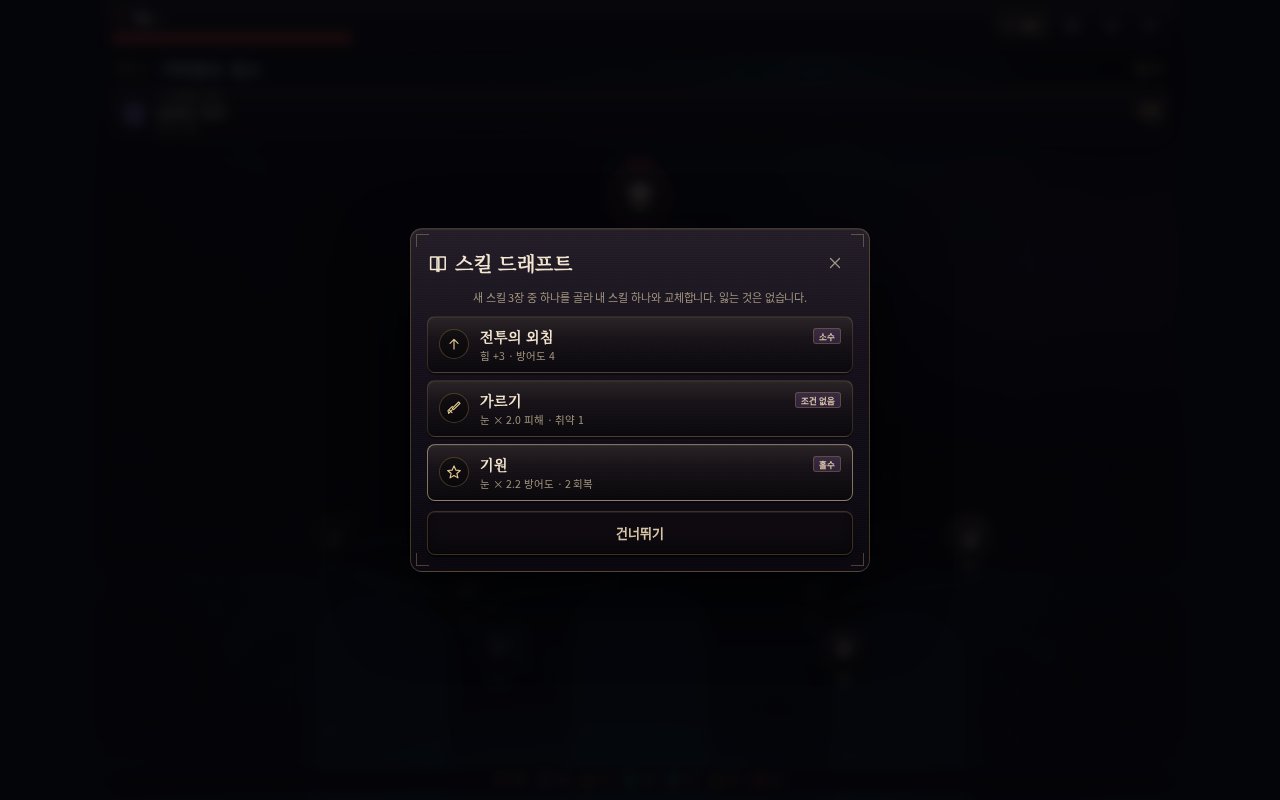 스킬 드래프트
새 스킬 3장 중 하나를 골라 내 스킬 하나와 교체합니다. 잃는 것은 없습니다.
전투의 외침
소수
힘 +3 · 방어도 4
가르기
조건 없음
눈 × 2.0 피해 · 취약 1
기원
홀수
눈 × 2.2 방어도 · 2 회복
건너뛰기